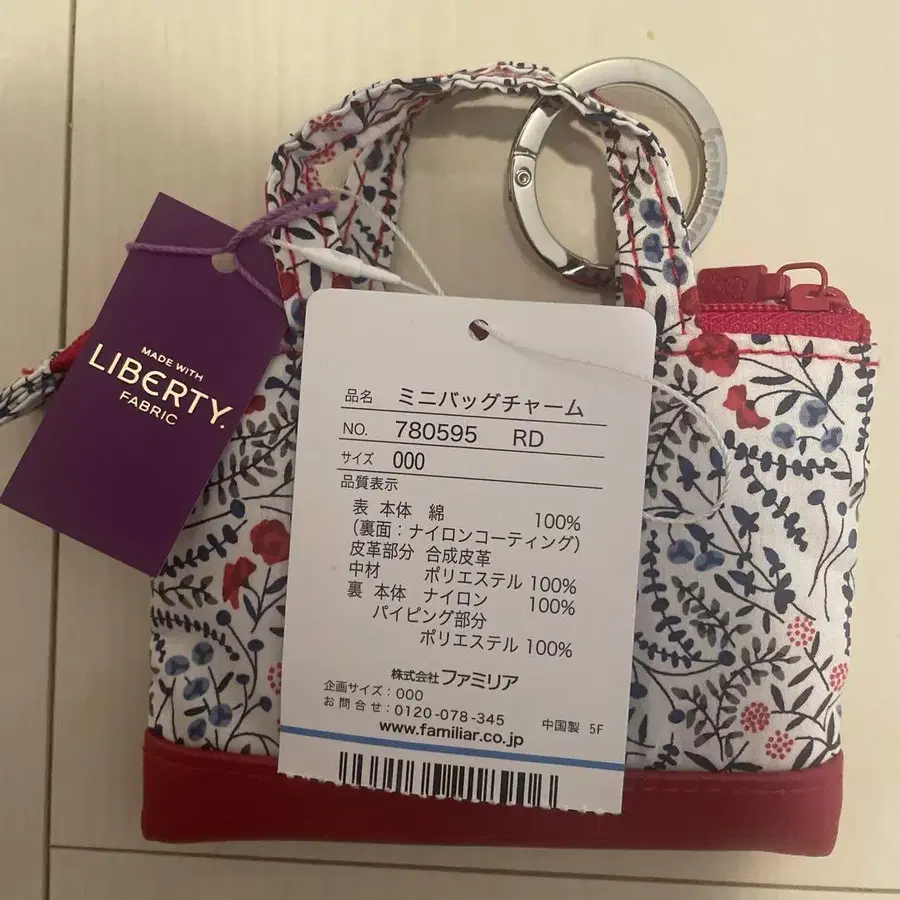 MADE WITH
LIBERTY.
FABRIC
品名 ミニバッグチャーム
NO. 780595 RD
サイズ 000
品質表示
表 本体 綿 100%
(裏面:ナイロンコーティング)
皮革部分 合成皮革
中材 ポリエステル 100%
裏 本体 ナイロン 100%
パイピング部分
ポリエステル 100%
株式会社 ファミリア
企画サイズ:000
お問合せ:0120-078-345 中国製 5F
www.familiar.co.jp